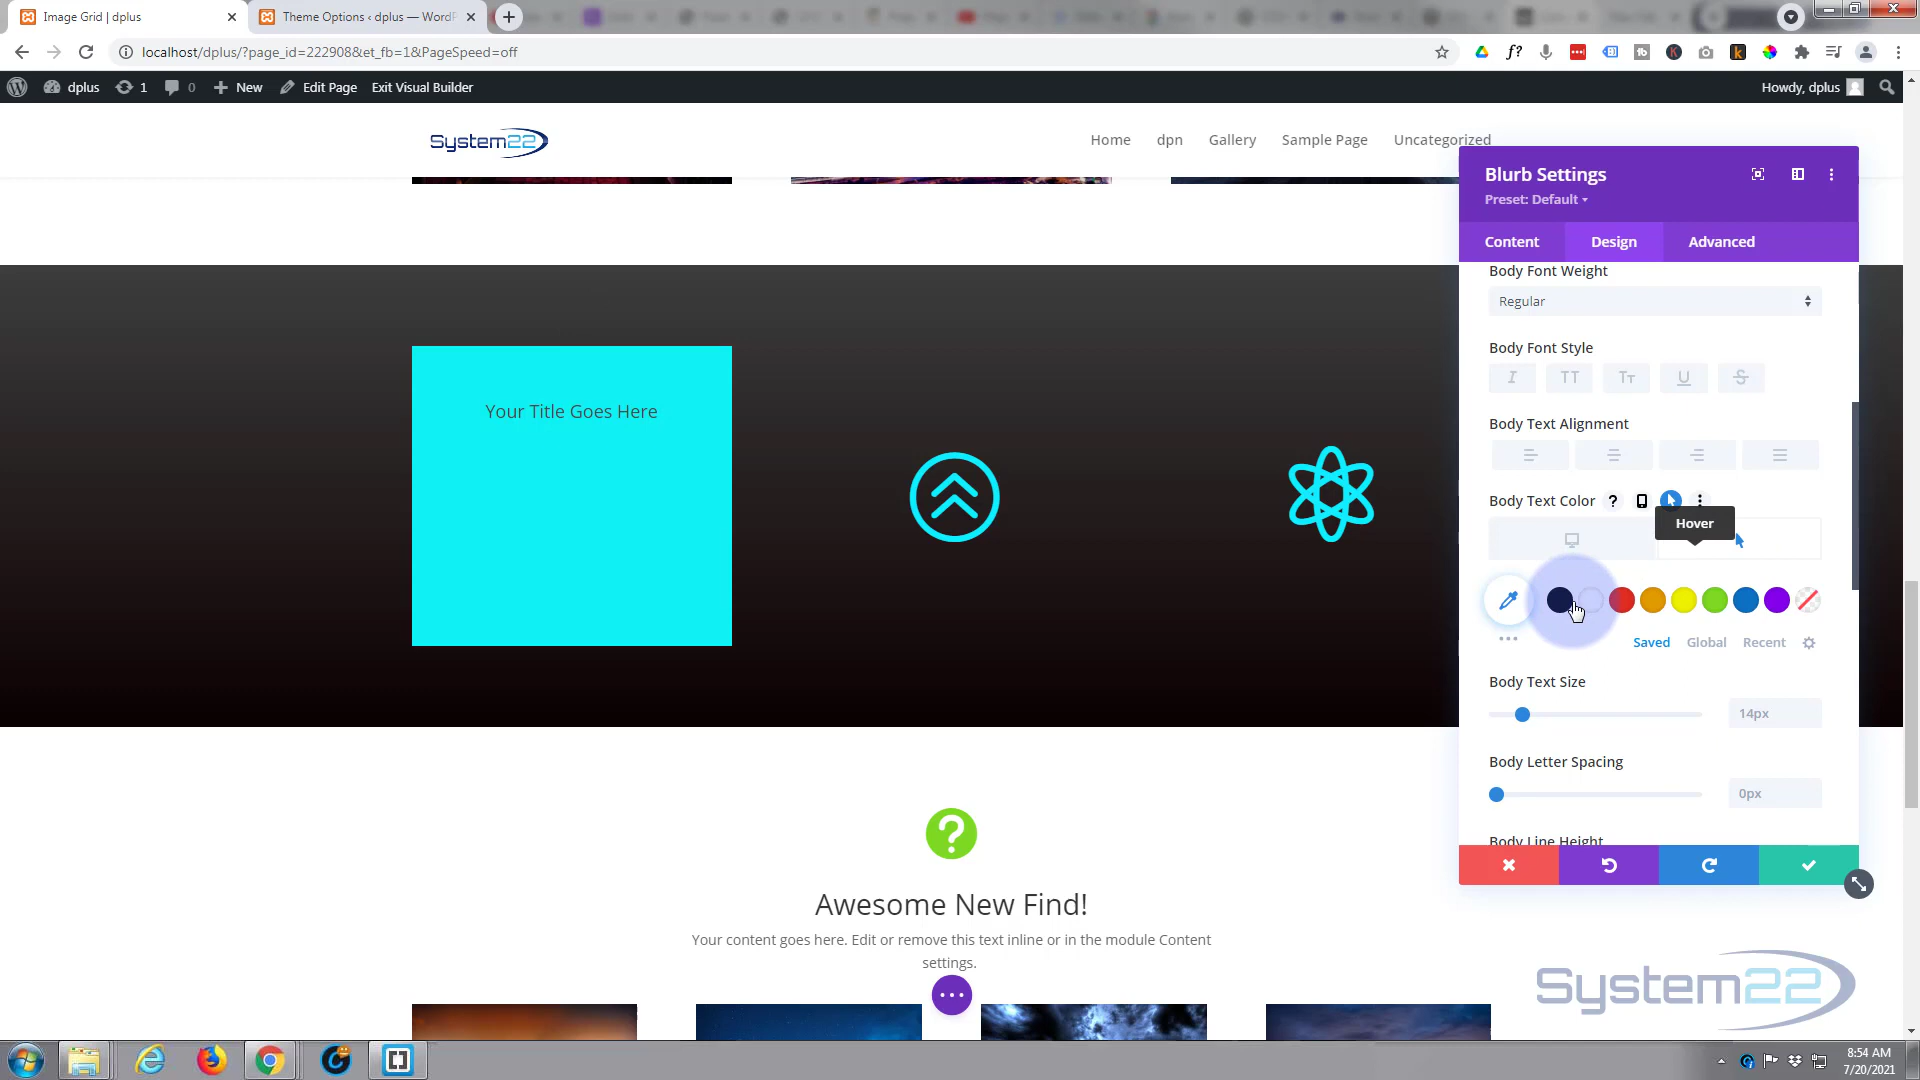 Image Grid | dplus
Theme Options ‹ dplus — WordP
localhost/dplus/?page_id=222908&et_fb=1&PageSpeed=off
dplus
1
0
New
Edit Page
Exit Visual Builder
Howdy, dplus
System22
Home
dpn
Gallery
Sample Page
Uncategorized
Blurb Settings
Preset: Default
Content
Design
Advanced
Body Font Weight
Regular
Body Font Style
I
TT
Tт
U
S
Body Text Alignment
Body Text Color
Hover
Your Title Goes Here
Saved
Global
Recent
Body Text Size
14px
Body Letter Spacing
0px
Body Line Height
Awesome New Find!
Your content goes here. Edit or remove this text inline or in the module Content
settings.
System22
8:54 AM
7/20/2021